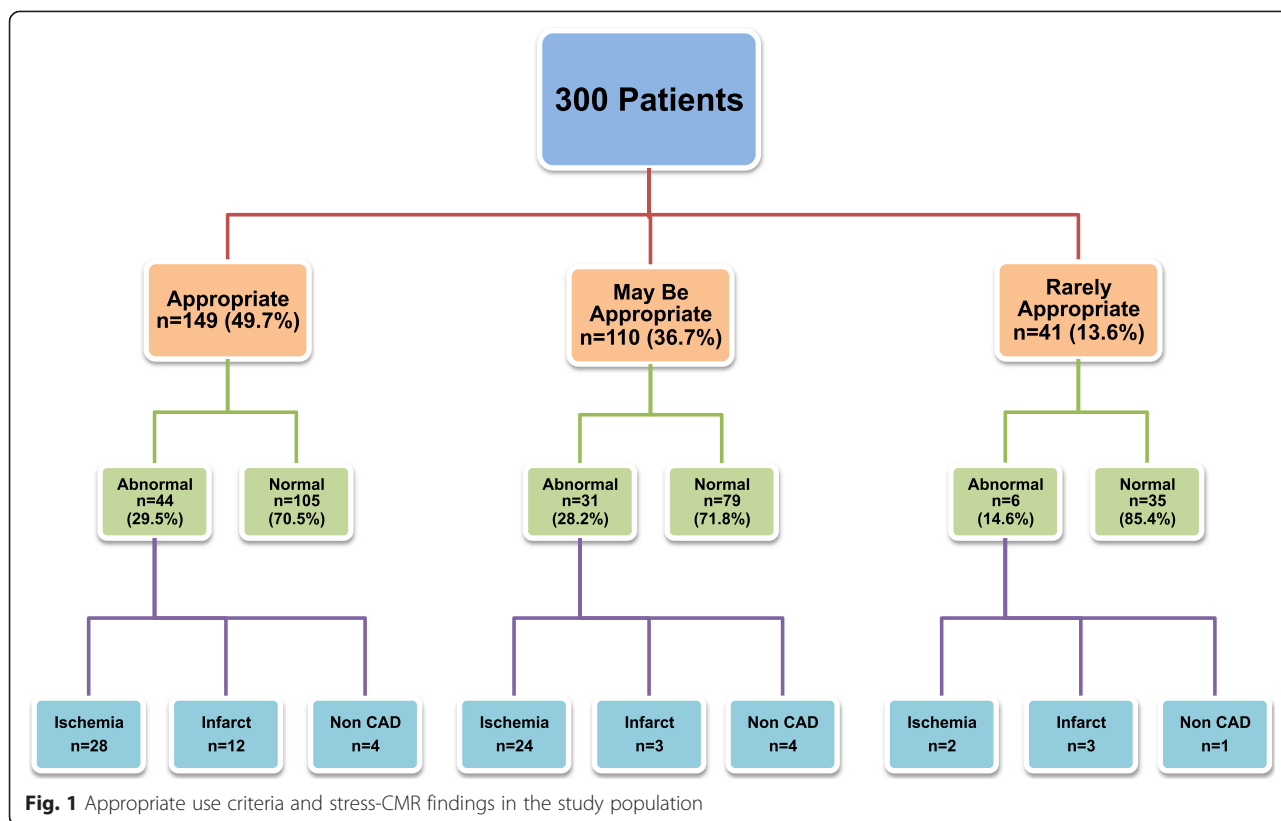 300 Patients
Appropriate
n=149 (49.7%)
May Be
Appropriate
n=110 (36.7%)
Rarely
Appropriate
n=41 (13.6%)
Abnormal
n=44
(29.5%)
Normal
n=105
(70.5%)
Abnormal
n=31
(28.2%)
Normal
n=79
(71.8%)
Abnormal
n=6
(14.6%)
Normal
n=35
(85.4%)
Ischemia
n=28
Infarct
n=12
Non CAD
n=4
Ischemia
n=24
Infarct
n=3
Non CAD
n=4
Ischemia
n=2
Infarct
n=3
Non CAD
n=1
Fig. 1 Appropriate use criteria and stress-CMR findings in the study population